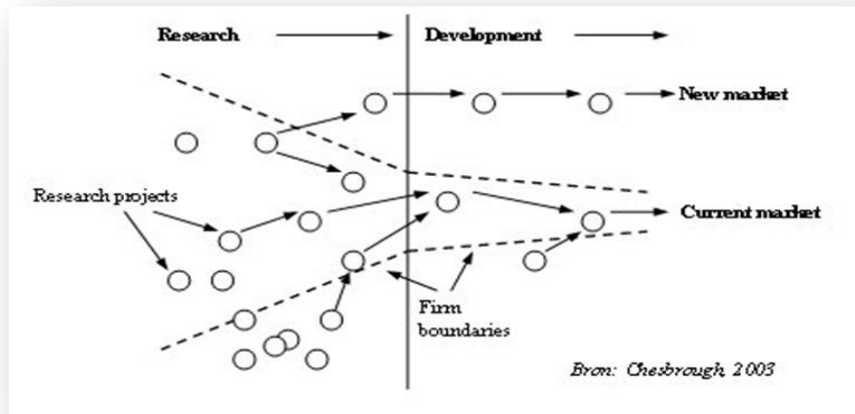 Research
Development
New market
Research projects
Current market
Firm
boundaries
Bron: Chesbrough, 2003